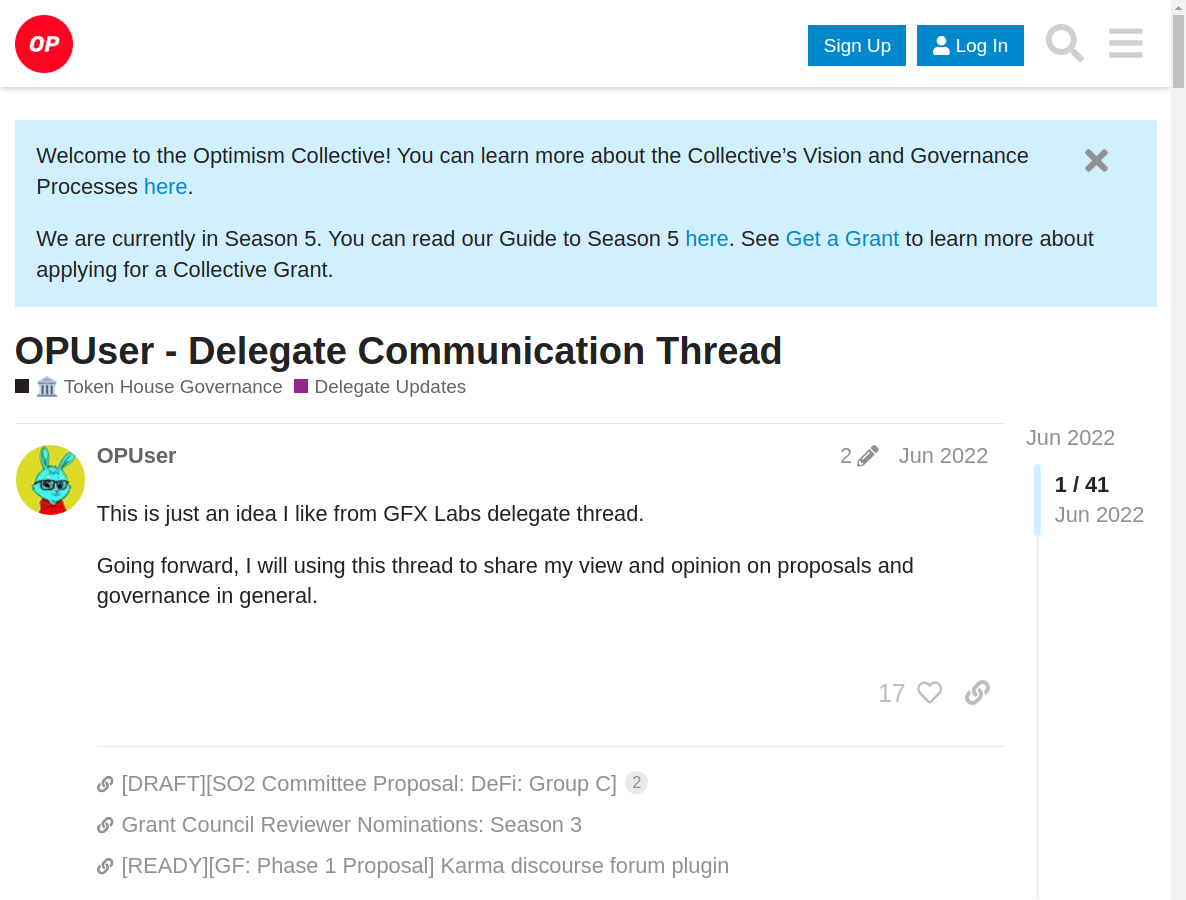 OP
Sign Up
Log In
Welcome to the Optimism Collective! You can learn more about the Collective’s Vision and Governance
Processes here.
We are currently in Season 5. You can read our Guide to Season 5 here. See Get a Grant to learn more about
applying for a Collective Grant.
OPUser - Delegate Communication Thread
🏛️ Token House Governance Delegate Updates
OPUser
2 Jun 2022
This is just an idea I like from GFX Labs delegate thread.
Going forward, I will using this thread to share my view and opinion on proposals and
governance in general.
17
[DRAFT][SO2 Committee Proposal: DeFi: Group C] 2
Grant Council Reviewer Nominations: Season 3
[READY][GF: Phase 1 Proposal] Karma discourse forum plugin
Jun 2022
1 / 41
Jun 2022